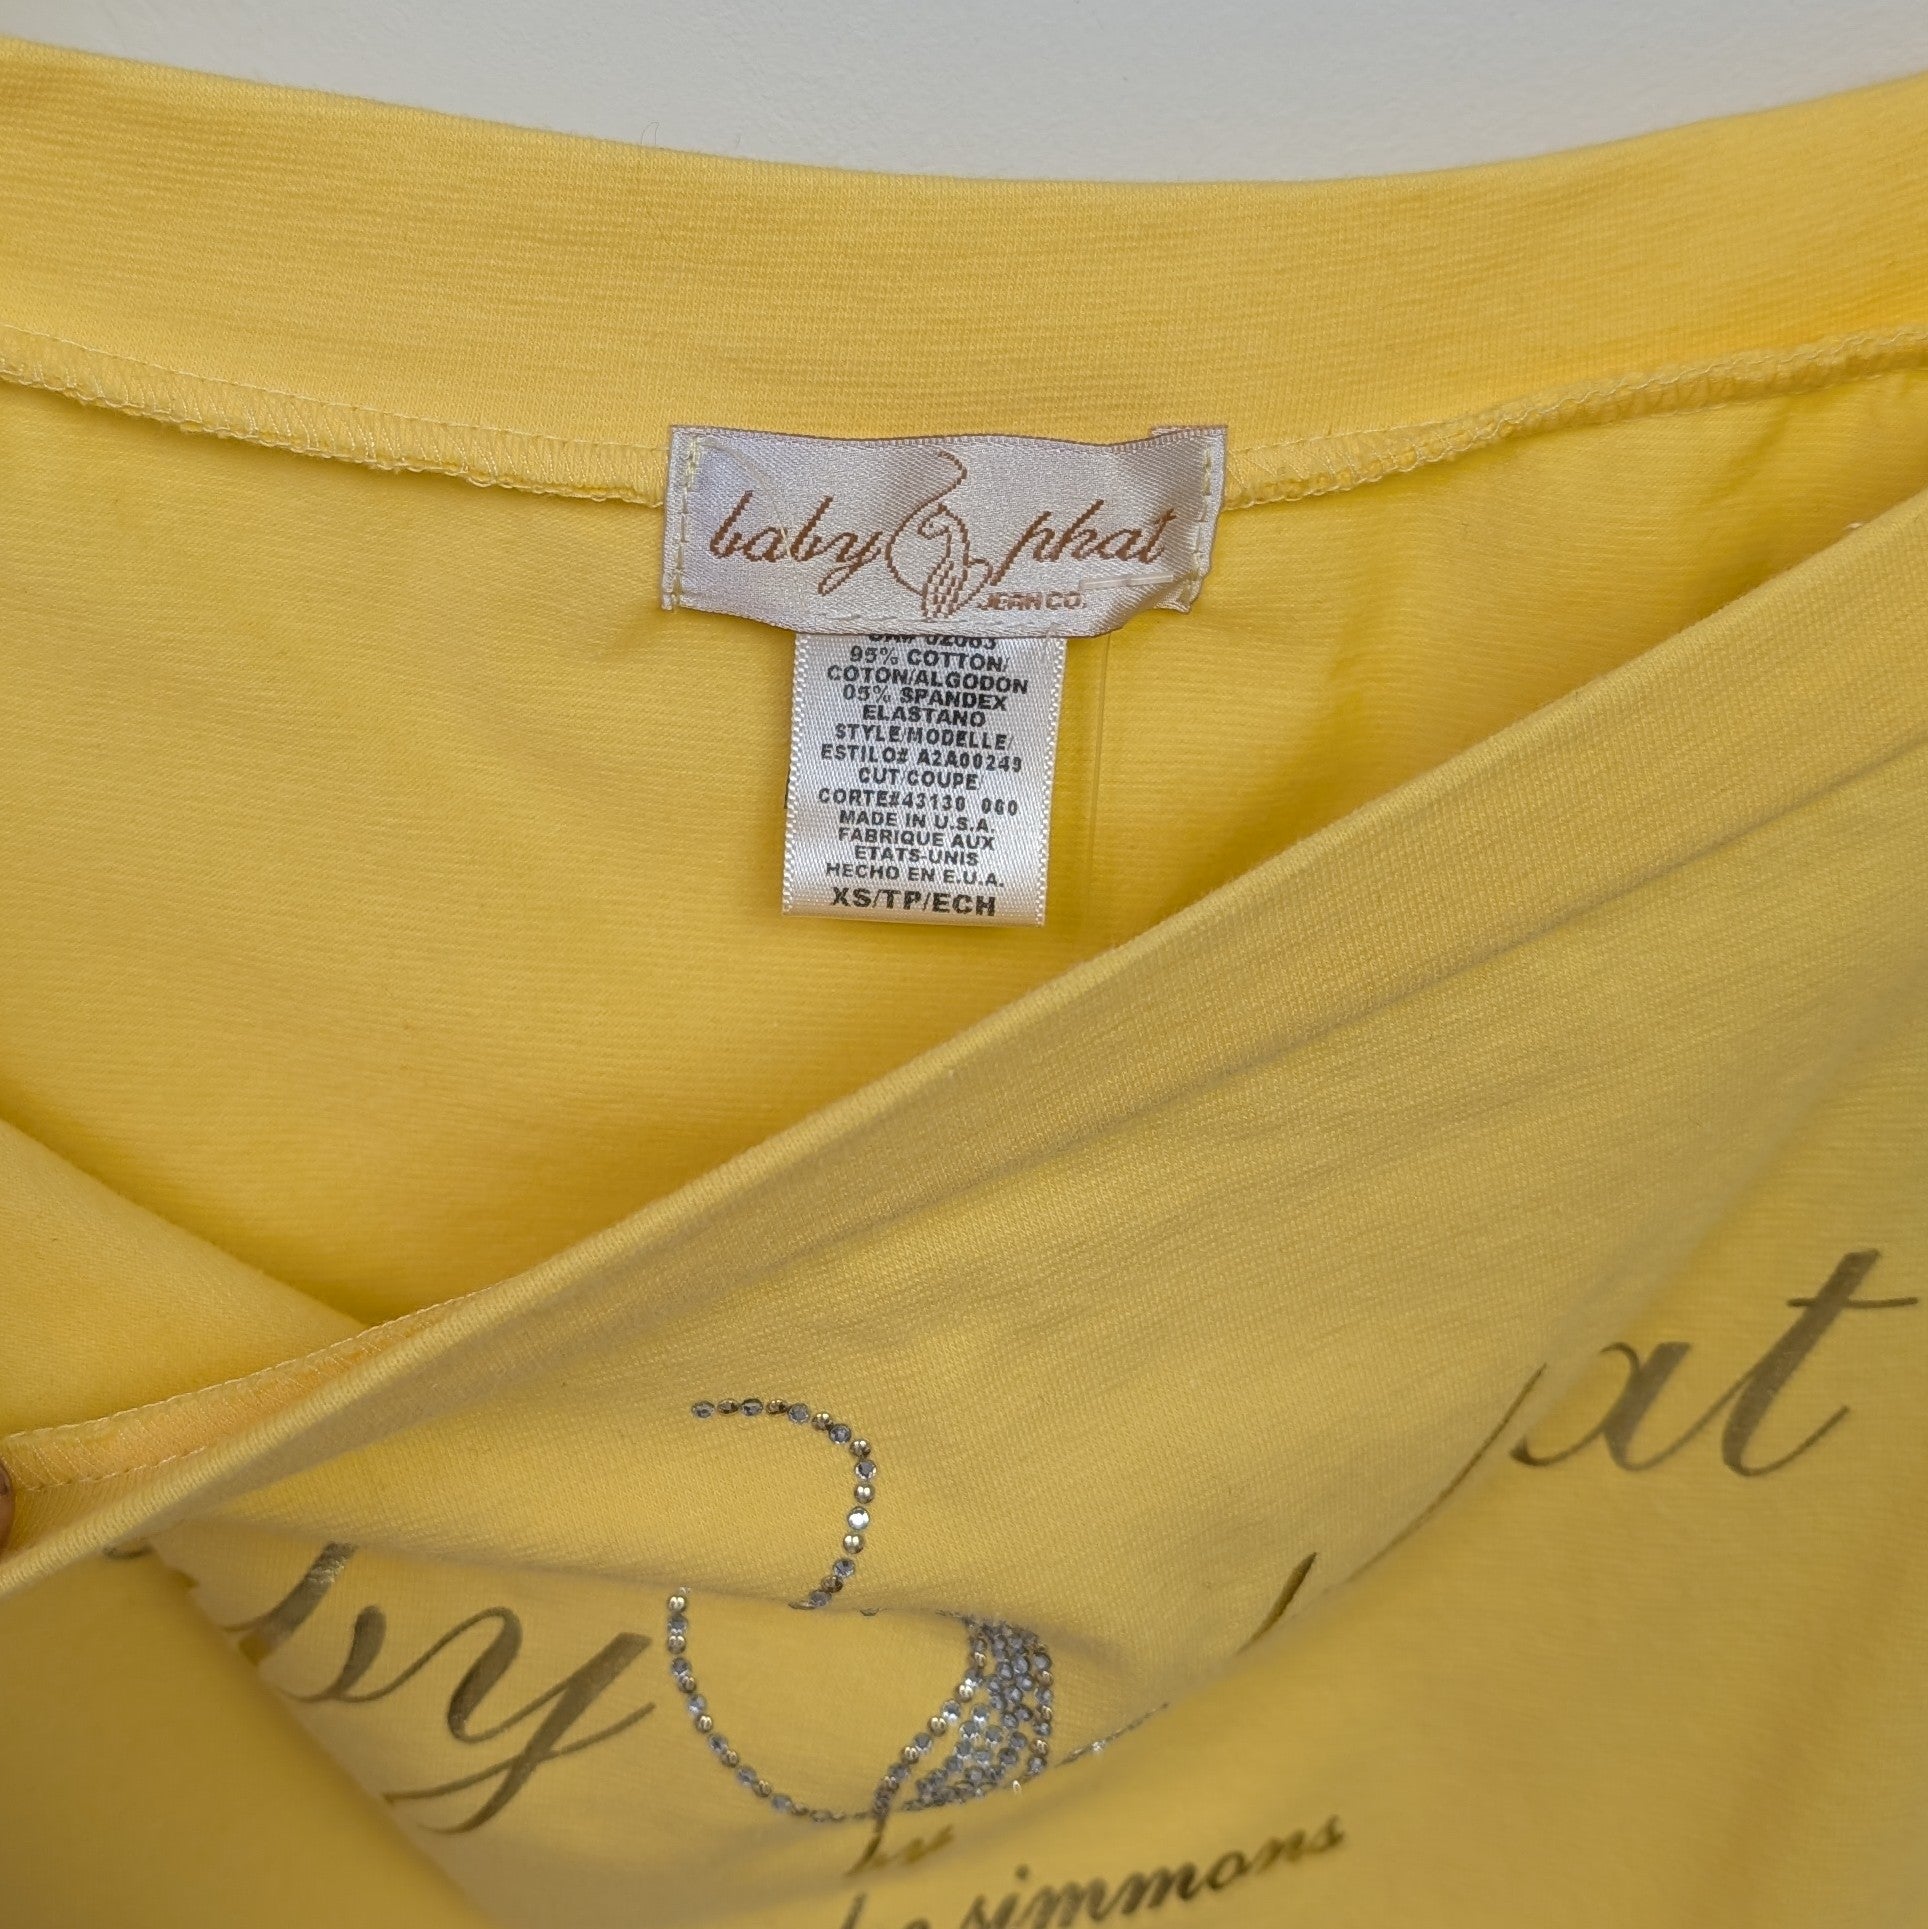 baby phat
JEAN CO.
95% COTTON/
COTON/ALGODON
05% SPANDEX
ELASTANO
STYLE/MODELLE/
ESTILO# A2A00249
CUT/COUPE/
CORTE#43130 060
MADE IN U.S.A.
FABRIQUE AUX
ETATS-UNIS
HECHO EN E.U.A.
XS/TP/ECH
by
simmons